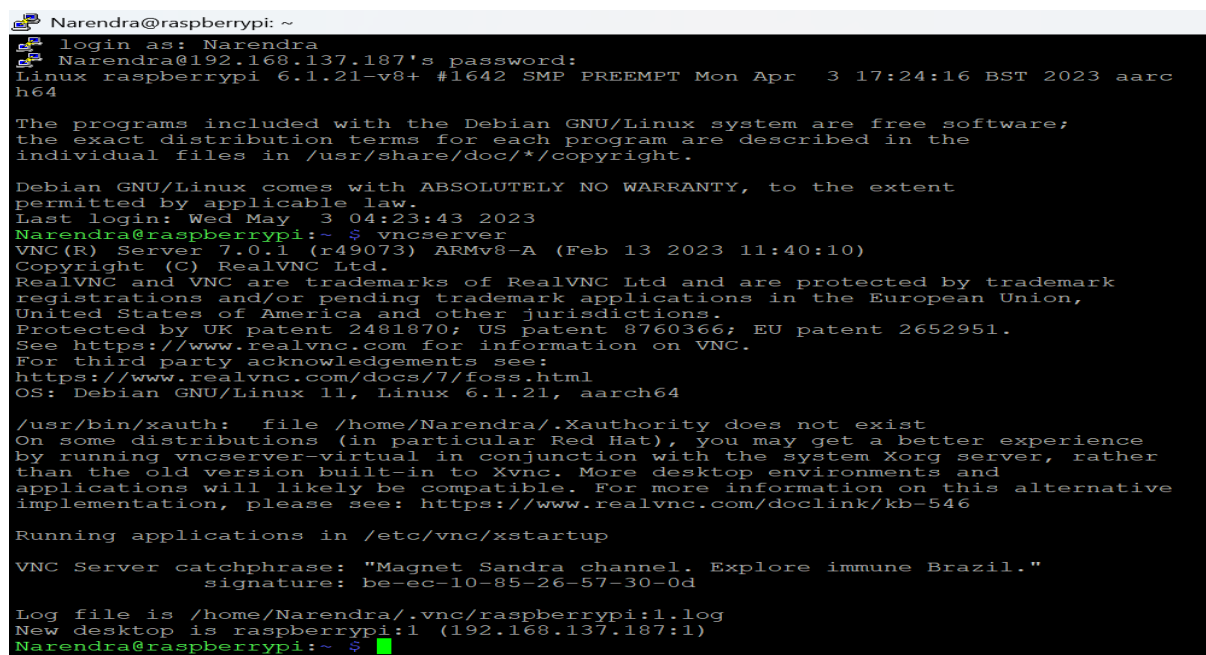 Narendra@raspberrypi: ~
login as: Narendra
Narendra@192.168.137.187's password:
Linux raspberrypi 6.1.21-v8+ #1642 SMP PREEMPT Mon Apr  3 17:24:16 BST 2023 aarc
h64
The programs included with the Debian GNU/Linux system are free software;
the exact distribution terms for each program are described in the
individual files in /usr/share/doc/*/copyright.
Debian GNU/Linux comes with ABSOLUTELY NO WARRANTY, to the extent
permitted by applicable law.
Last login: Wed May  3 04:23:43 2023
Narendra@raspberrypi:~ $ vncserver
VNC(R) Server 7.0.1 (r49073) ARMv8-A (Feb 13 2023 11:40:10)
Copyright (C) RealVNC Ltd.
RealVNC and VNC are trademarks of RealVNC Ltd and are protected by trademark
registrations and/or pending trademark applications in the European Union,
United States of America and other jurisdictions.
Protected by UK patent 2481870; US patent 8760366; EU patent 2652951.
See https://www.realvnc.com for information on VNC.
For third party acknowledgements see:
https://www.realvnc.com/docs/7/foss.html
OS: Debian GNU/Linux 11, Linux 6.1.21, aarch64
/usr/bin/xauth:  file /home/Narendra/.Xauthority does not exist
On some distributions (in particular Red Hat), you may get a better experience
by running vncserver-virtual in conjunction with the system Xorg server, rather
than the old version built-in to Xvnc. More desktop environments and
applications will likely be compatible. For more information on this alternative
implementation, please see: https://www.realvnc.com/doclink/kb-546
Running applications in /etc/vnc/xstartup
VNC Server catchphrase: "Magnet Sandra channel. Explore immune Brazil."
signature: be-ec-10-85-26-57-30-0d
Log file is /home/Narendra/.vnc/raspberrypi:1.log
New desktop is raspberrypi:1 (192.168.137.187:1)
Narendra@raspberrypi:~ $